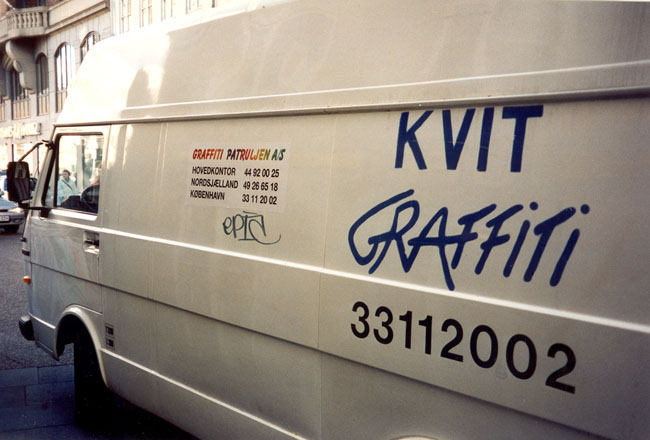 GRAFFITI PATRULJEN A/S
HOVEDKONTOR 44 92 00 25
NORDSJÆLLAND 49 26 65 18
KØBENHAVN 33 11 20 02
KVIT
GRAFFITI
33112002